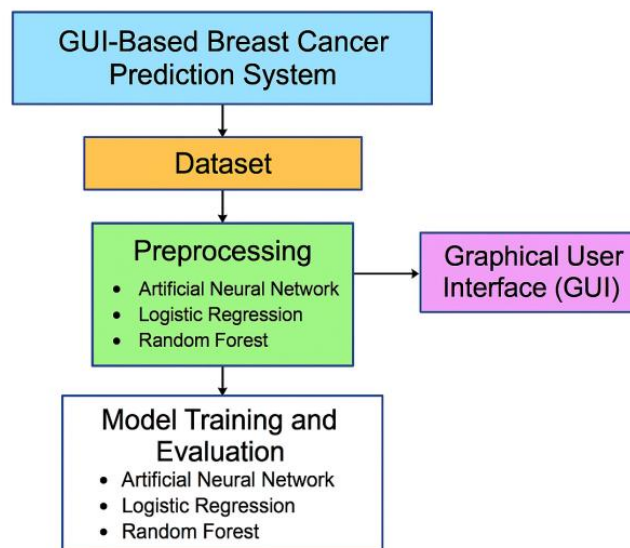 GUI-Based Breast Cancer
Prediction System
Dataset
Preprocessing
• Artificial Neural Network
• Logistic Regression
• Random Forest
Graphical User
Interface (GUI)
Model Training and
Evaluation
• Artificial Neural Network
• Logistic Regression
• Random Forest